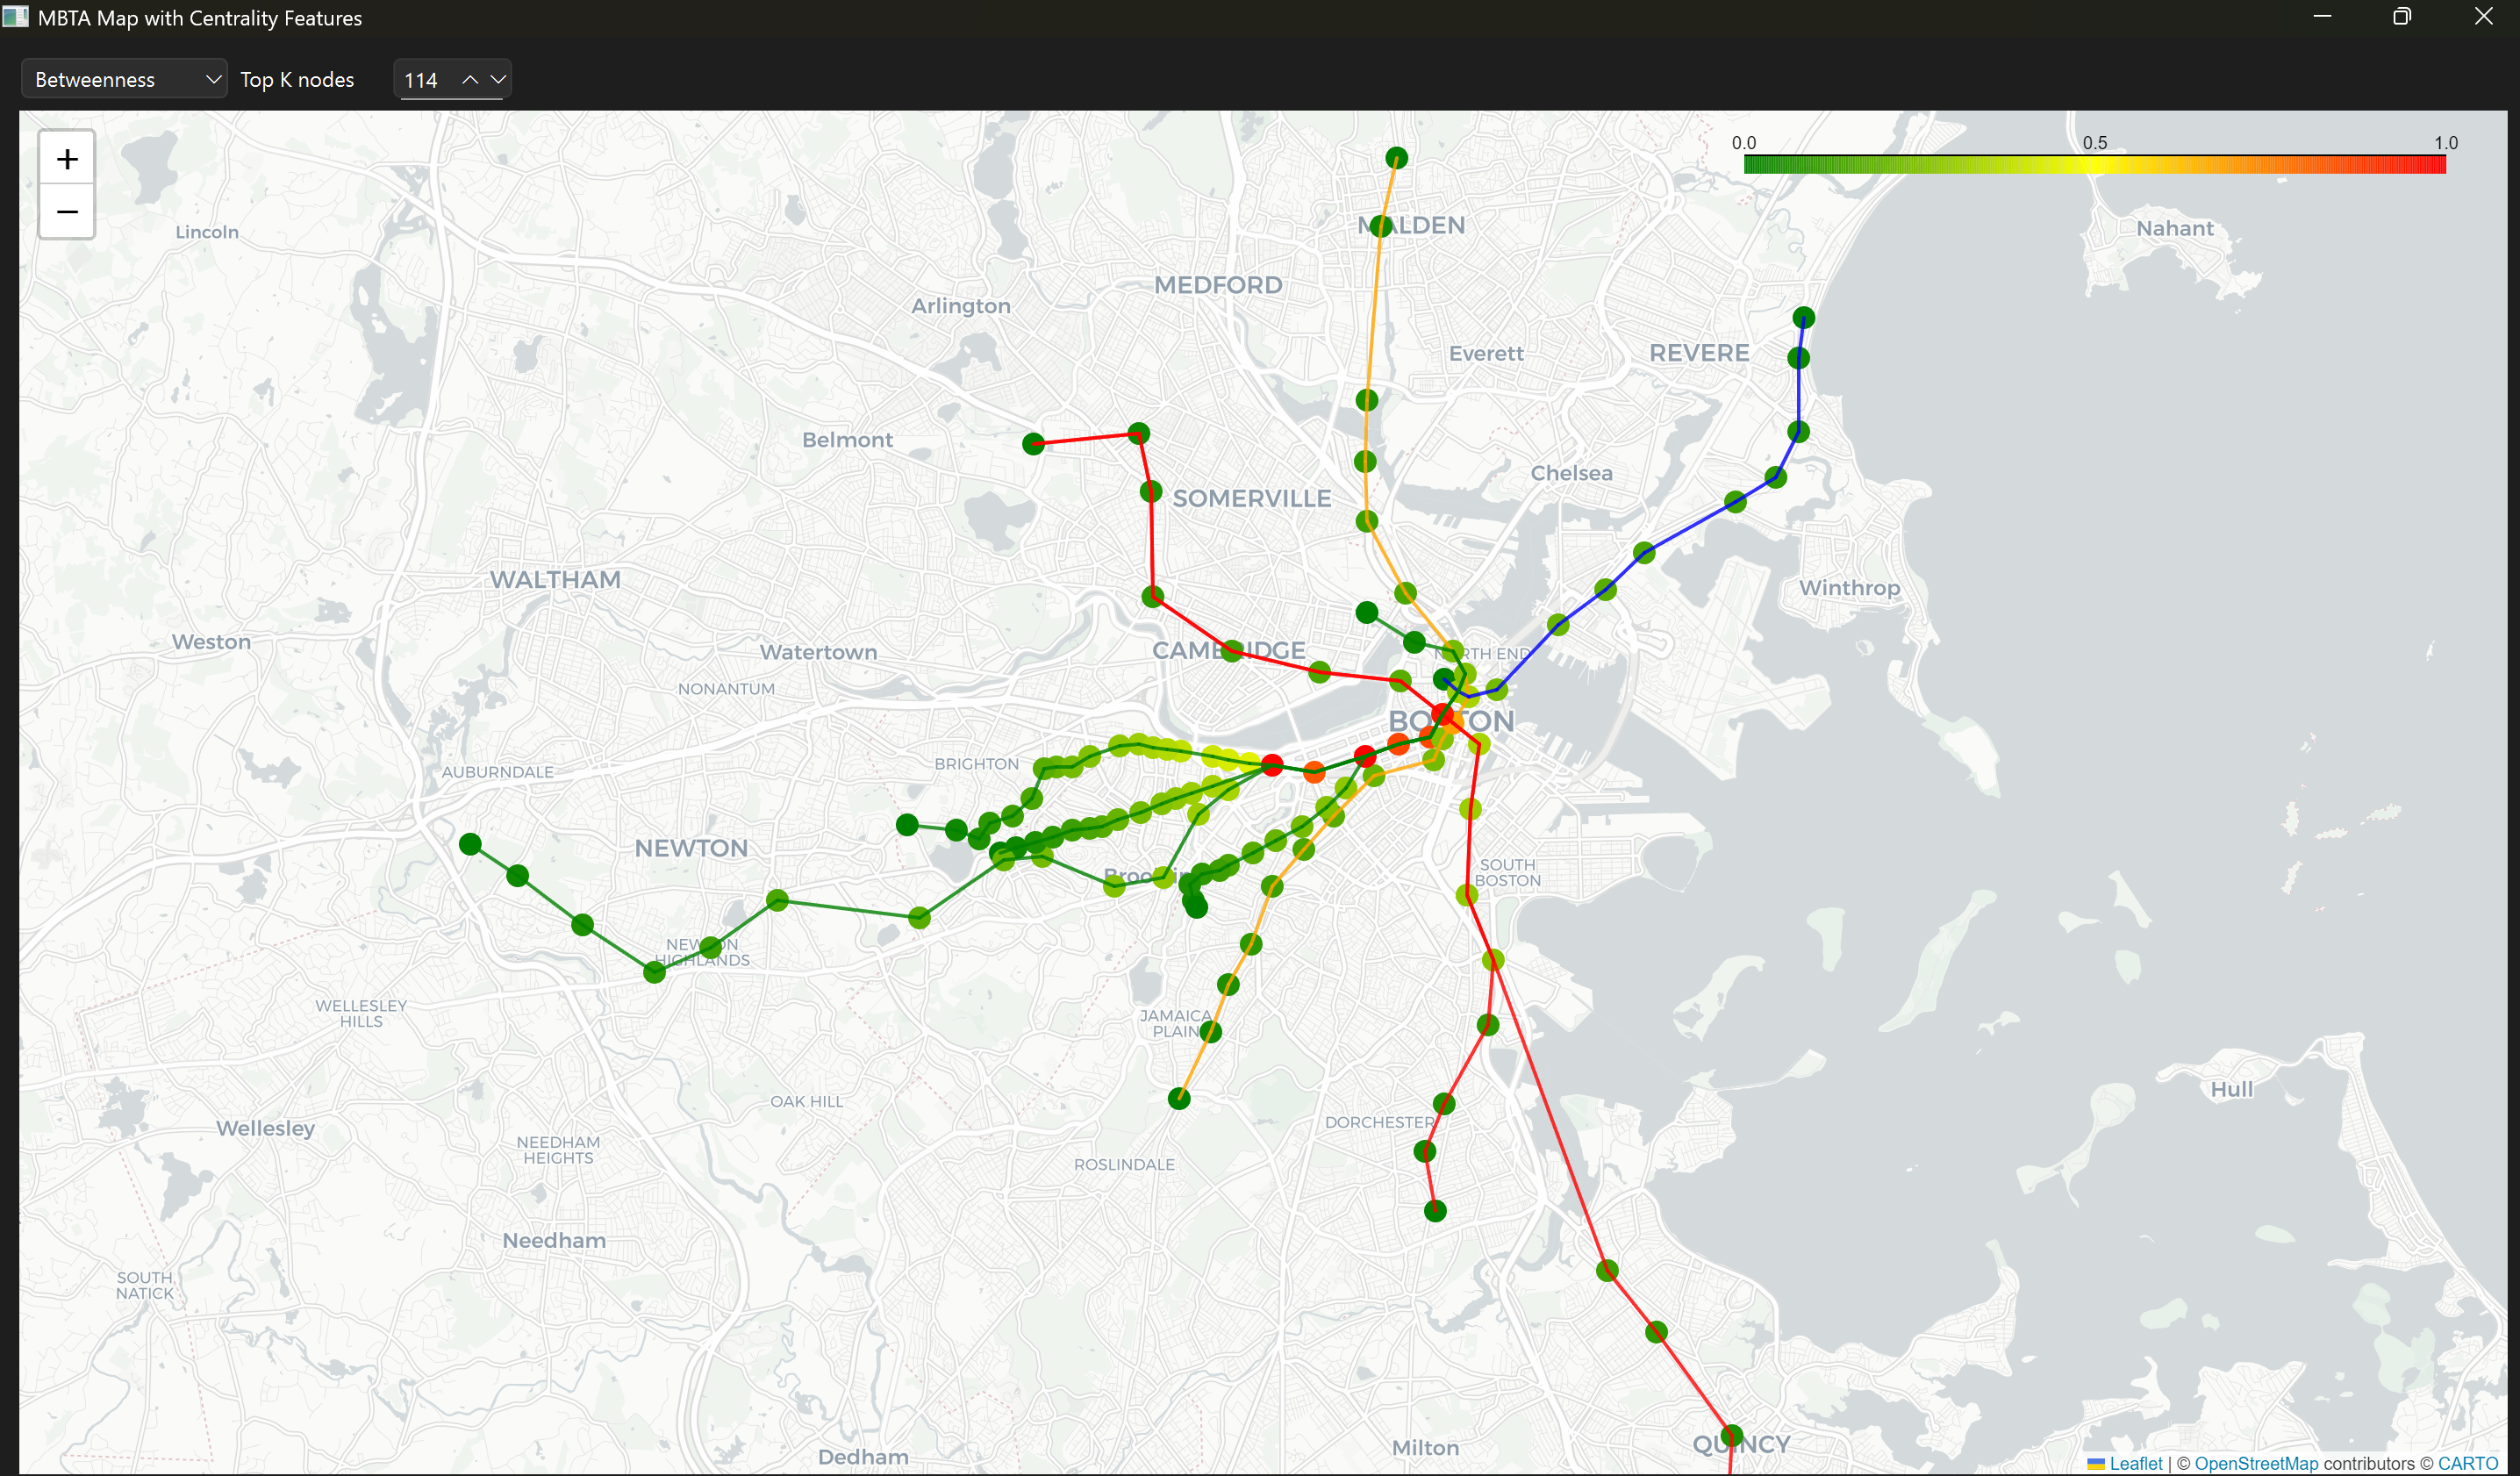 MBTA Map with Centrality Features
Betweenness
Top K nodes
114
+
−
0.0
0.5
1.0
Lincoln
MALDEN
Nahant
MEDFORD
Arlington
Everett
REVERE
Belmont
Chelsea
SOMERVILLE
WALTHAM
Winthrop
Weston
Watertown
CAMBRIDGE
NORTH END
NONANTUM
BOSTON
BRIGHTON
AUBURNDALE
NEWTON
Brookline
SOUTH
BOSTON
NEWTON
HIGHLANDS
WELLESLEY
HILLS
JAMAICA
PLAIN
Hull
OAK HILL
DORCHESTER
Wellesley
NEEDHAM
HEIGHTS
ROSLINDALE
Needham
SOUTH
NATICK
QUINCY
Milton
Dedham
Leaflet | © OpenStreetMap contributors © CARTO